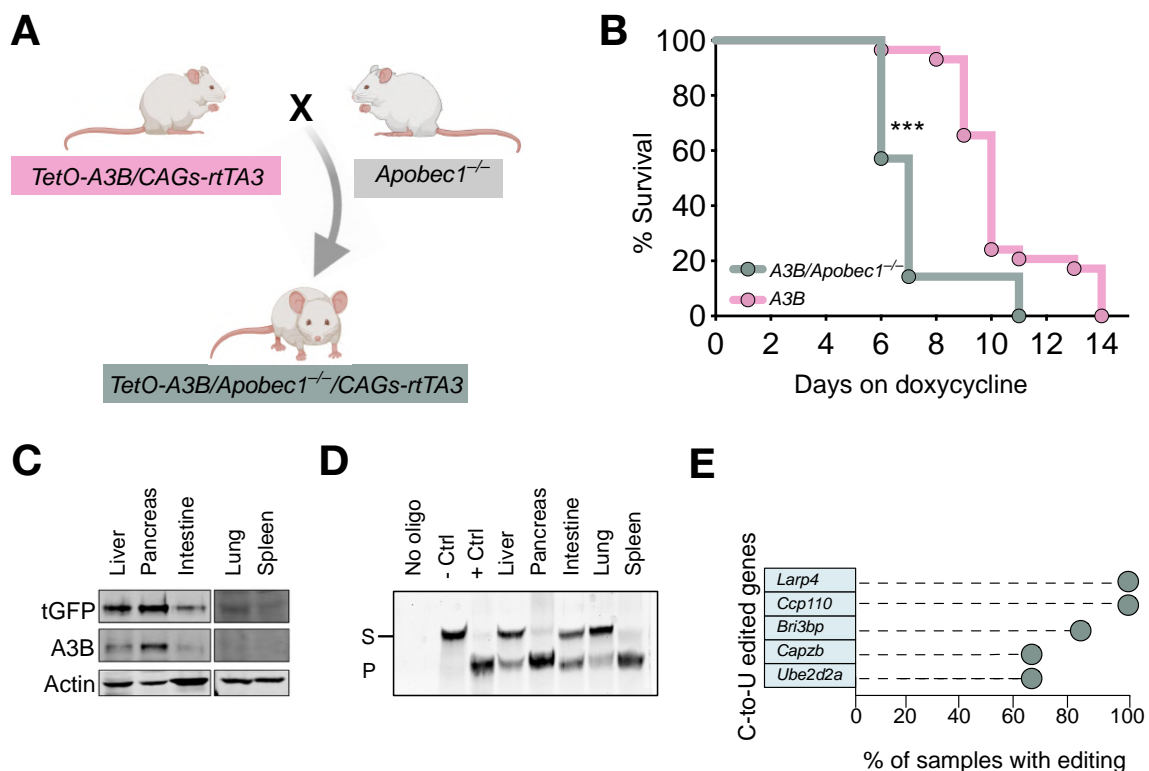 A
X
TetO-A3B/CAGs-rtTA3
Apobec1–/–
TetO-A3B/Apobec1–/–/CAGs-rtTA3
B
% Survival
100
80
60
40
20
0
***
A3B/Apobec1–/–
A3B
0 2 4 6 8 10 12 14
Days on doxycycline
C
Liver
Pancreas
Intestine
Lung
Spleen
tGFP
A3B
Actin
D
No oligo
- Ctrl
+ Ctrl
Liver
Pancreas
Intestine
Lung
Spleen
S
P
E
C-to-U edited genes
Larp4
Ccp110
Bri3bp
Capzb
Ube2d2a
0 20 40 60 80 100
% of samples with editing